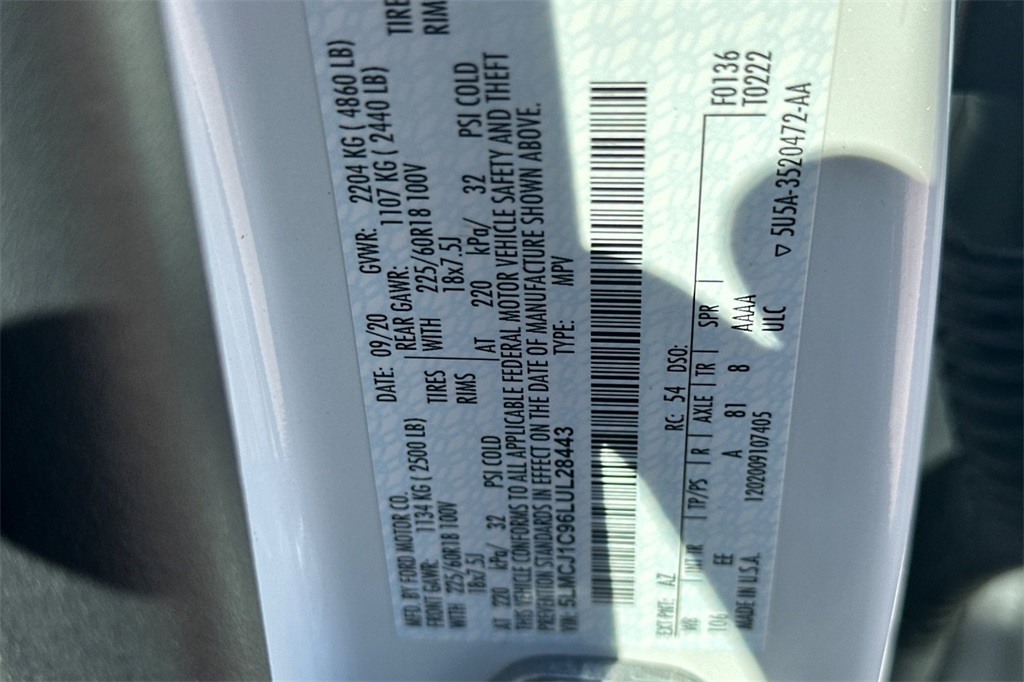 MFD. BY FORD MOTOR CO.
DATE: 09/20 GVWR: 2204 KG ( 4860 LB)
FRONT GAWR: 1134 KG ( 2500 LB)
REAR GAWR: 1107 KG ( 2440 LB)
WITH 225/60R18 100V TIRES
WITH 225/60R18 100V TIRE
18x7.5J RIMS
18x7.5J RIM
AT 220 kPa/ 32 PSI COLD
AT 220 kPa/ 32 PSI COLD
THIS VEHICLE CONFORMS TO ALL APPLICABLE FEDERAL MOTOR VEHICLE SAFETY AND THEFT
PREVENTION STANDARDS IN EFFECT ON THE DATE OF MANUFACTURE SHOWN ABOVE.
VIN: 5LMCJ1C96LUL28443 TYPE: MPV
F0136
T0222
EXT PNT: AZ RC: 54 DSO:
WB INT TR TP/PS R AXLE TR SPR
106 EE A 81 8 AAAA
MADE IN U.S.A. 1202009107405 ULC
▽ 5U5A-3520472-AA